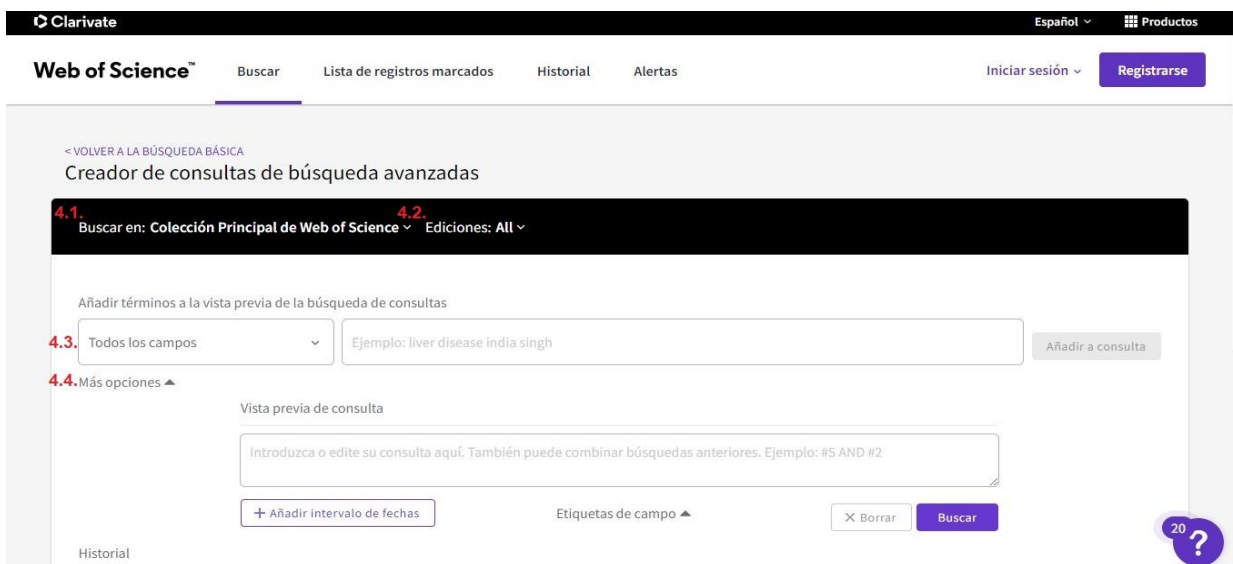 Clarivate Español Productos
Web of Science™ Buscar Lista de registros marcados Historial Alertas Iniciar sesión Registrarse
< VOLVER A LA BÚSQUEDA BÁSICA
Creador de consultas de búsqueda avanzadas
4.1. 4.2.
Buscar en: Colección Principal de Web of Science Ediciones: All
Añadir términos a la vista previa de la búsqueda de consultas
4.3. Todos los campos Ejemplo: liver disease india singh Añadir a consulta
4.4. Más opciones
Vista previa de consulta
Introduzca o edite su consulta aquí. También puede combinar búsquedas anteriores. Ejemplo: #5 AND #2
+ Añadir intervalo de fechas Etiquetas de campo × Borrar Buscar
20 ?
Historial